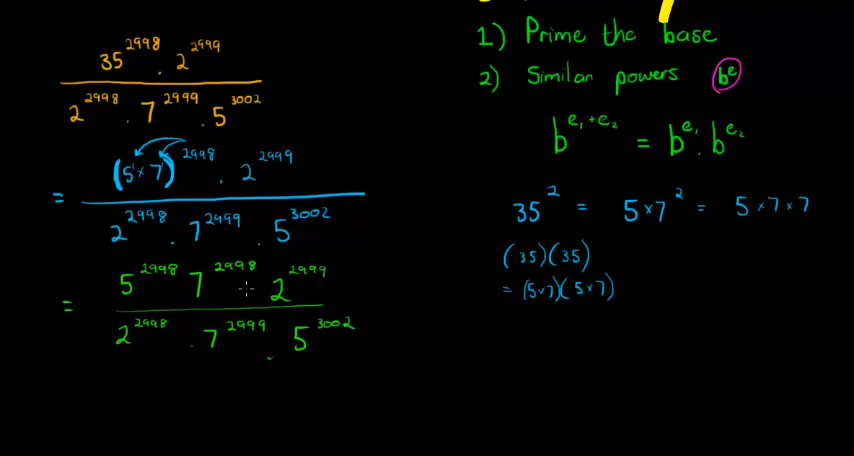 35^2998 . 2^2999
2^2998 . 7^2999 . 5^3002
= (5^1 × 7^1)^2998 . 2^2999
2^2998 . 7^2999 . 5^3002
= 5^2998 7^2998 2^2999
2^2998 . 7^2999 . 5^3002
1) Prime the base
2) Similar powers b^e
b^(e₁+e₂) = b^e₁ . b^e₂
35^2 = 5×7^2 = 5×7×7
(35)(35)
= (5×7)(5×7)